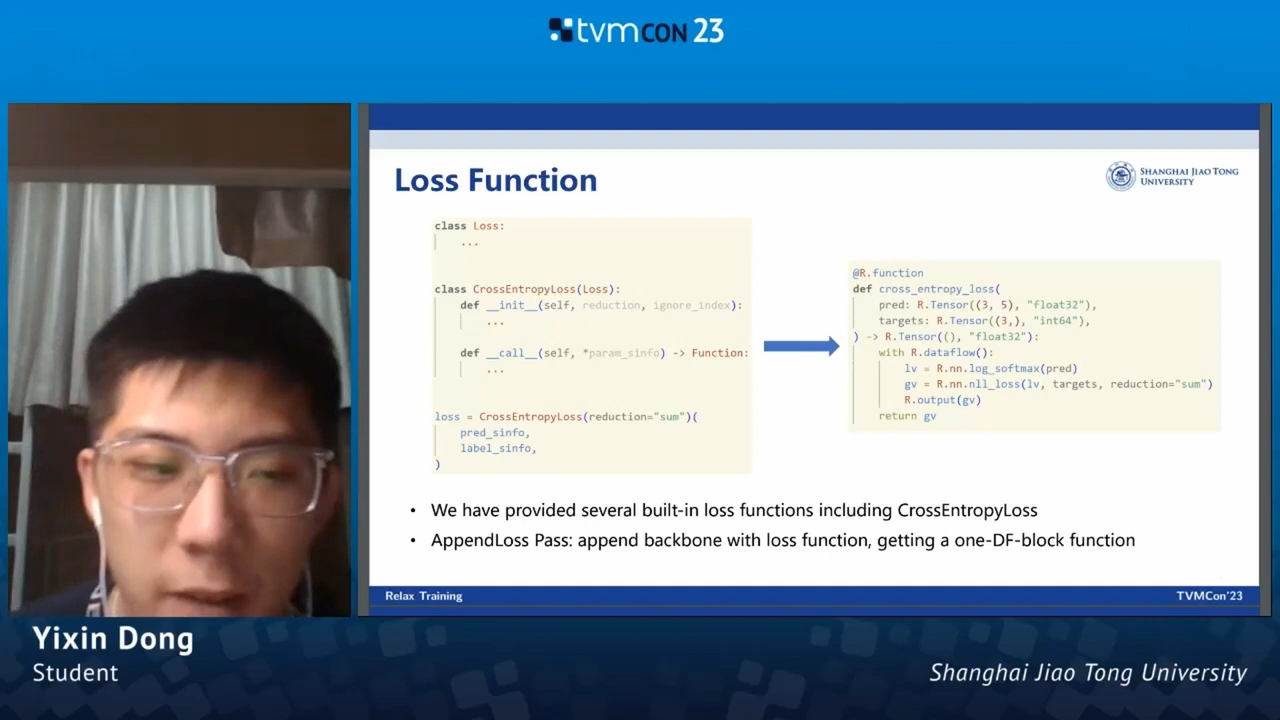 tvmcon 23
Loss Function
SHANGHAI JIAO TONG
UNIVERSITY
class Loss:
...
class CrossEntropyLoss(Loss):
def __init__(self, reduction, ignore_index):
...
def __call__(self, *param_sinfo) -> Function:
...
loss = CrossEntropyLoss(reduction="sum")(
pred_sinfo,
label_sinfo,
)
@R.function
def cross_entropy_loss(
pred: R.Tensor((3, 5), "float32"),
targets: R.Tensor((3,), "int64"),
) -> R.Tensor((), "float32"):
with R.dataflow():
lv = R.nn.log_softmax(pred)
gv = R.nn.nll_loss(lv, targets, reduction="sum")
R.output(gv)
return gv
• We have provided several built-in loss functions including CrossEntropyLoss
• AppendLoss Pass: append backbone with loss function, getting a one-DF-block function
Relax Training
TVMCon'23
Yixin Dong
Student
Shanghai Jiao Tong University